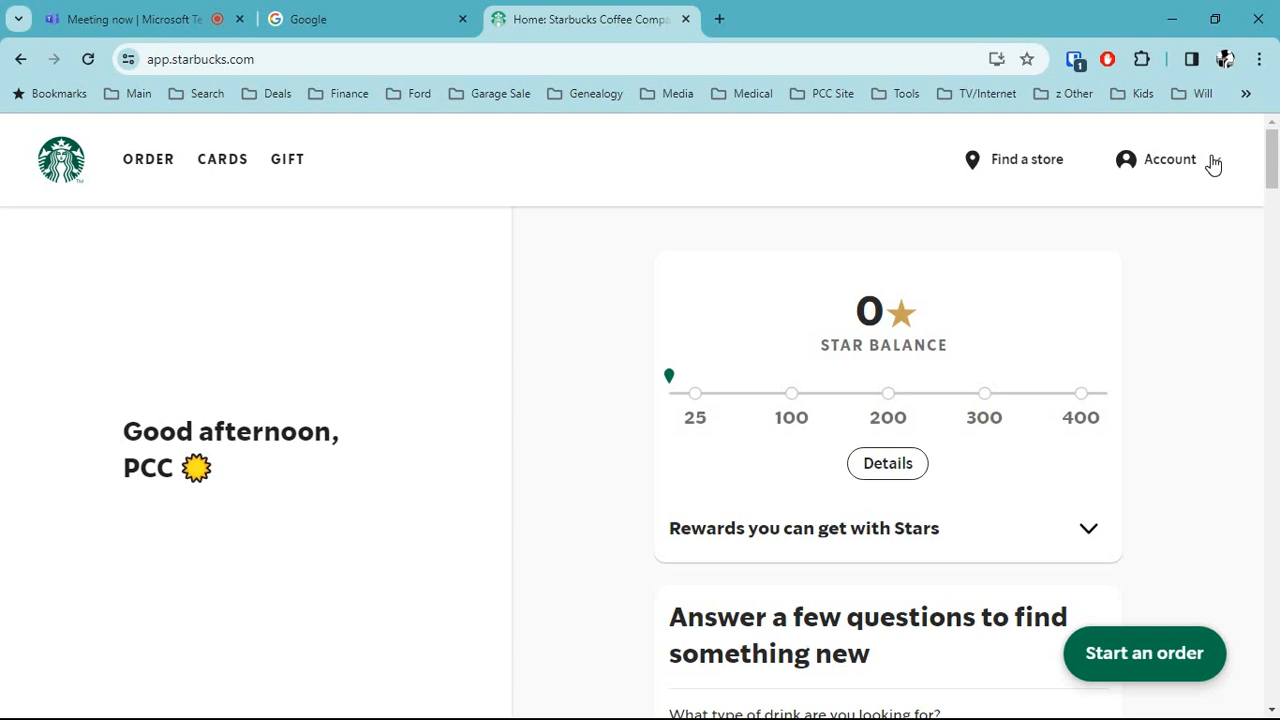 Meeting now | Microsoft Te
Google
Home: Starbucks Coffee Compa
app.starbucks.com
1
Bookmarks Main Search Deals Finance Ford Garage Sale Genealogy Media Medical PCC Site Tools TV/Internet z Other Kids Will »
ORDER CARDS GIFT
Find a store
Account
0
STAR BALANCE
25 100 200 300 400
Details
Rewards you can get with Stars
Good afternoon,
PCC
Answer a few questions to find
something new
What type of drink are you looking for?
Start an order